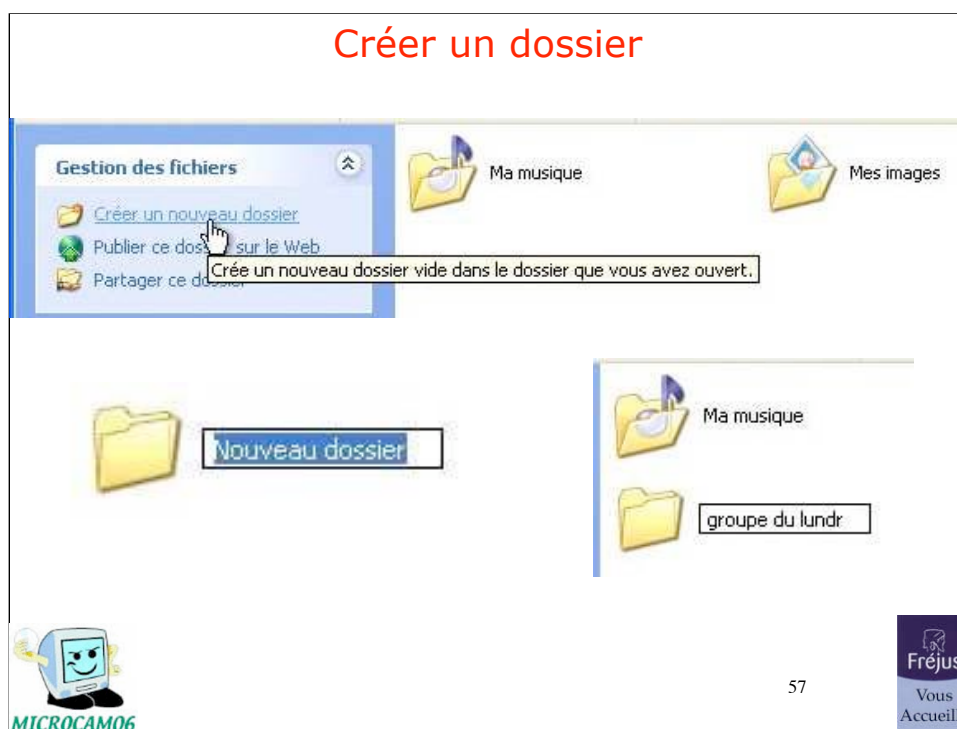 Créer un dossier
Gestion des fichiers
Ma musique
Mes images
Créer un nouveau dossier
Publier ce dossier sur le Web
Crée un nouveau dossier vide dans le dossier que vous avez ouvert.
Partager ce dossier
Nouveau dossier
Ma musique
groupe du lundr
57
MICROCAM06
Fréjus
Vous
Accueill